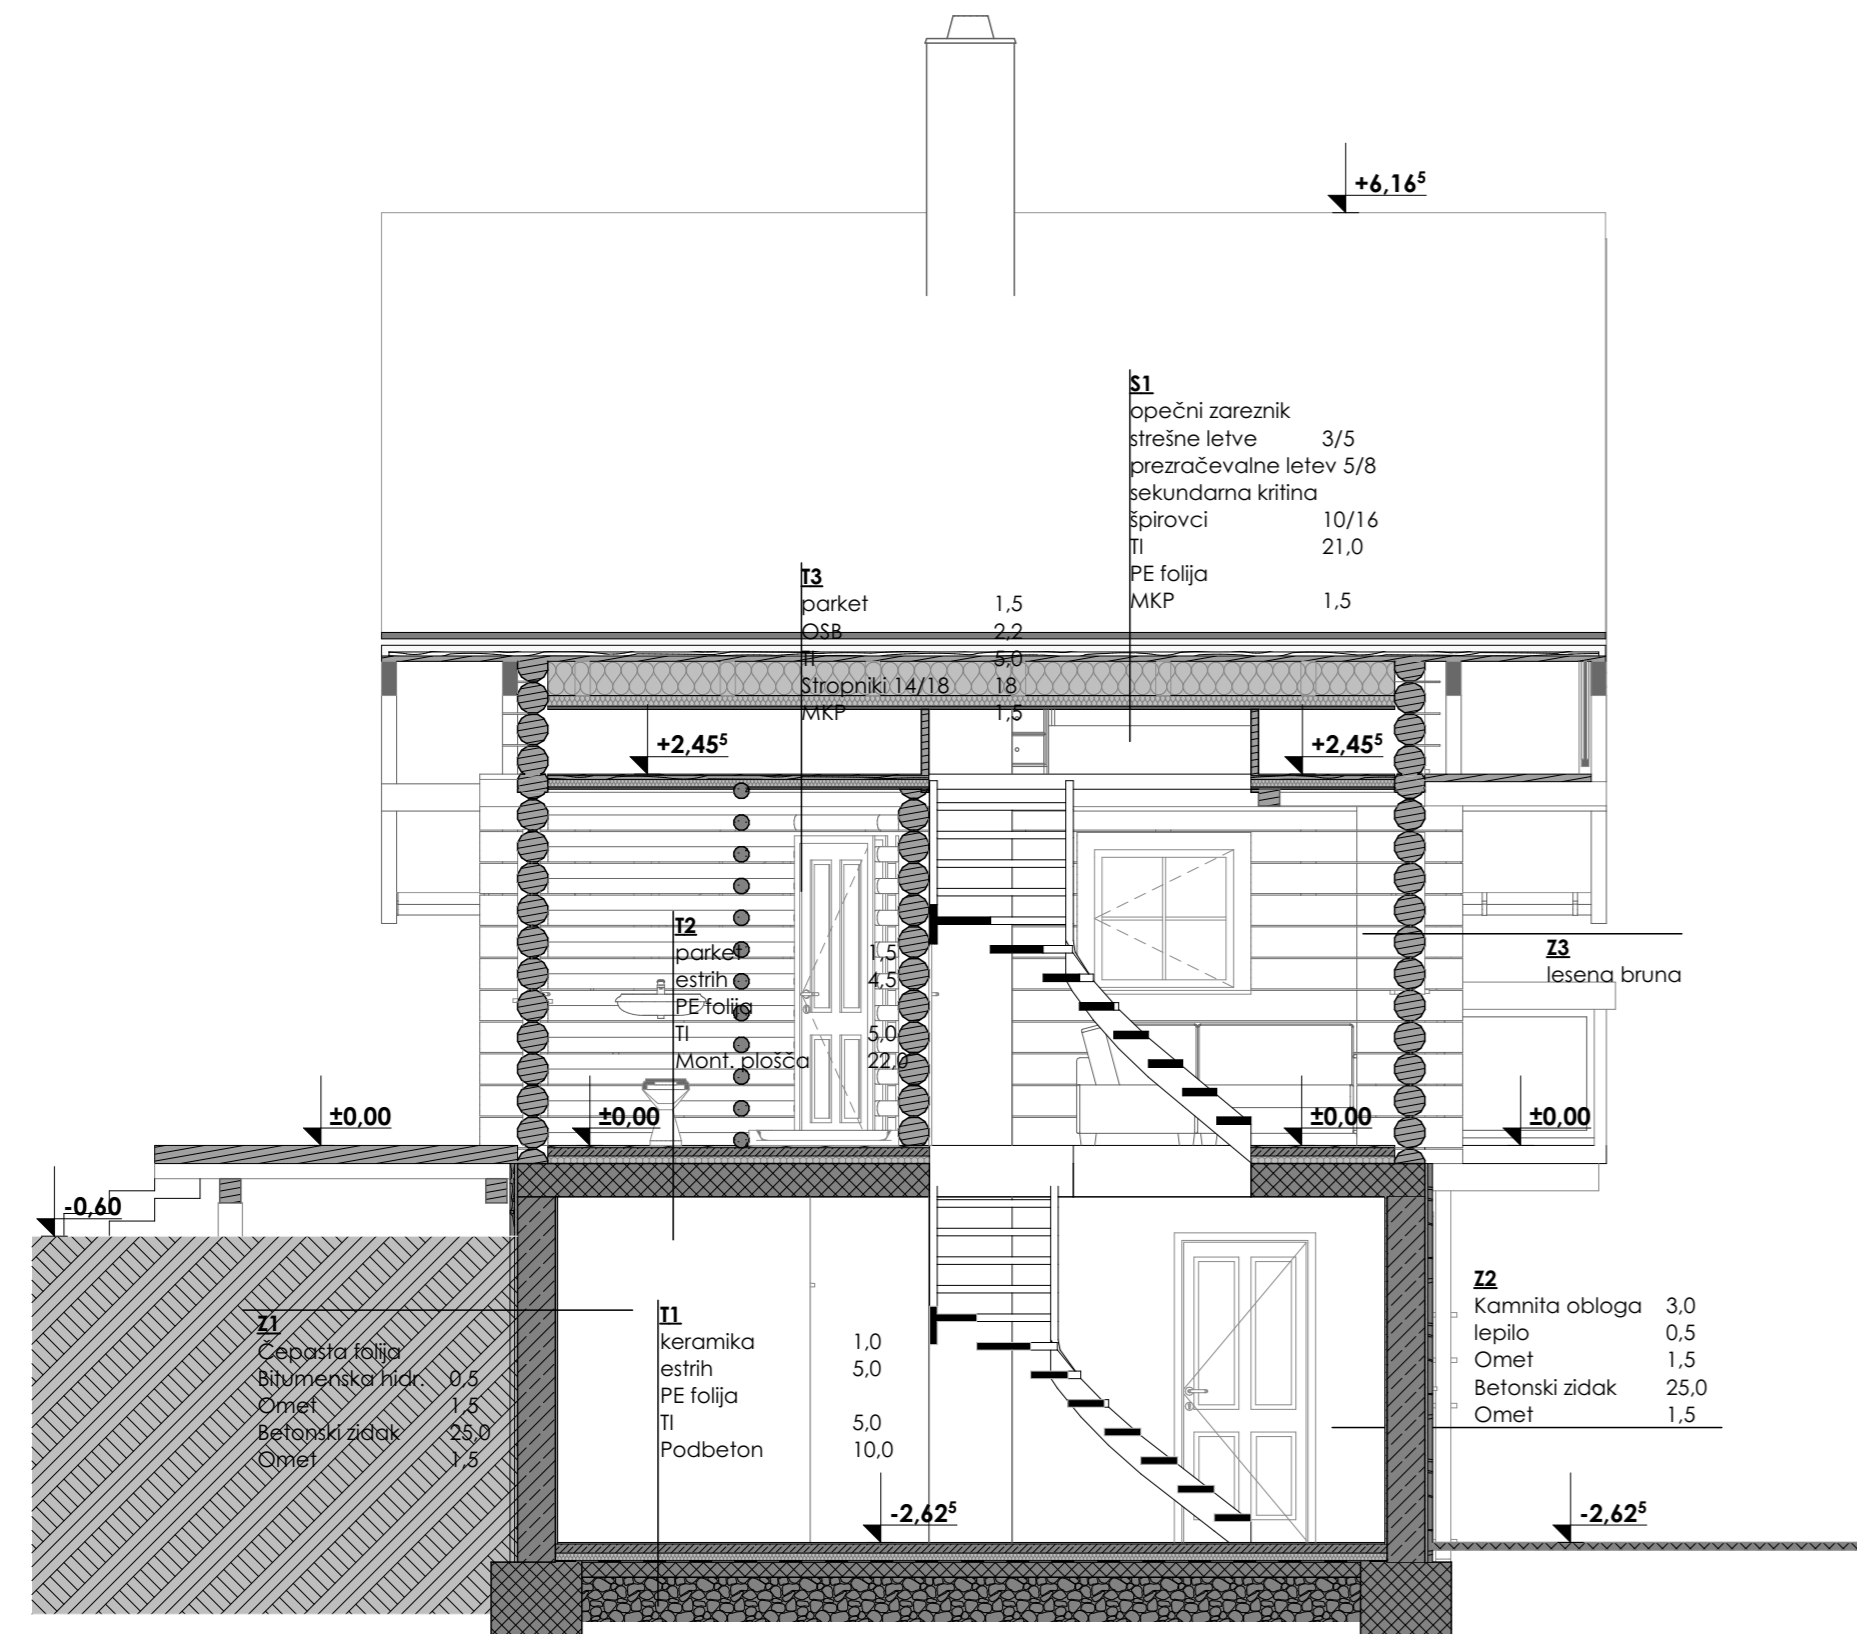 +6,16⁵
S1
opečni zareznik
strešne letve 3/5
prezračevalne letev 5/8
sekundarna kritina
špirovci 10/16
TI 21,0
PE folija
MKP 1,5
T3
parket 1,5
OSB 2,2
TI 5,0
Stropniki 14/18 18
MKP 1,5
+2,45⁵
+2,45⁵
T2
parket 1,5
estrih 4,5
PE folija
TI 5,0
Mont. plošča 22,0
Z3
lesena bruna
±0,00
±0,00
±0,00
±0,00
-0,60
Z1
Čepasta folija
Bitumenska hidr. 0,5
Omet 1,5
Betonski zidak 25,0
Omet 1,5
T1
keramika 1,0
estrih 5,0
PE folija
TI 5,0
Podbeton 10,0
Z2
Kamnita obloga 3,0
lepilo 0,5
Omet 1,5
Betonski zidak 25,0
Omet 1,5
-2,62⁵
-2,62⁵